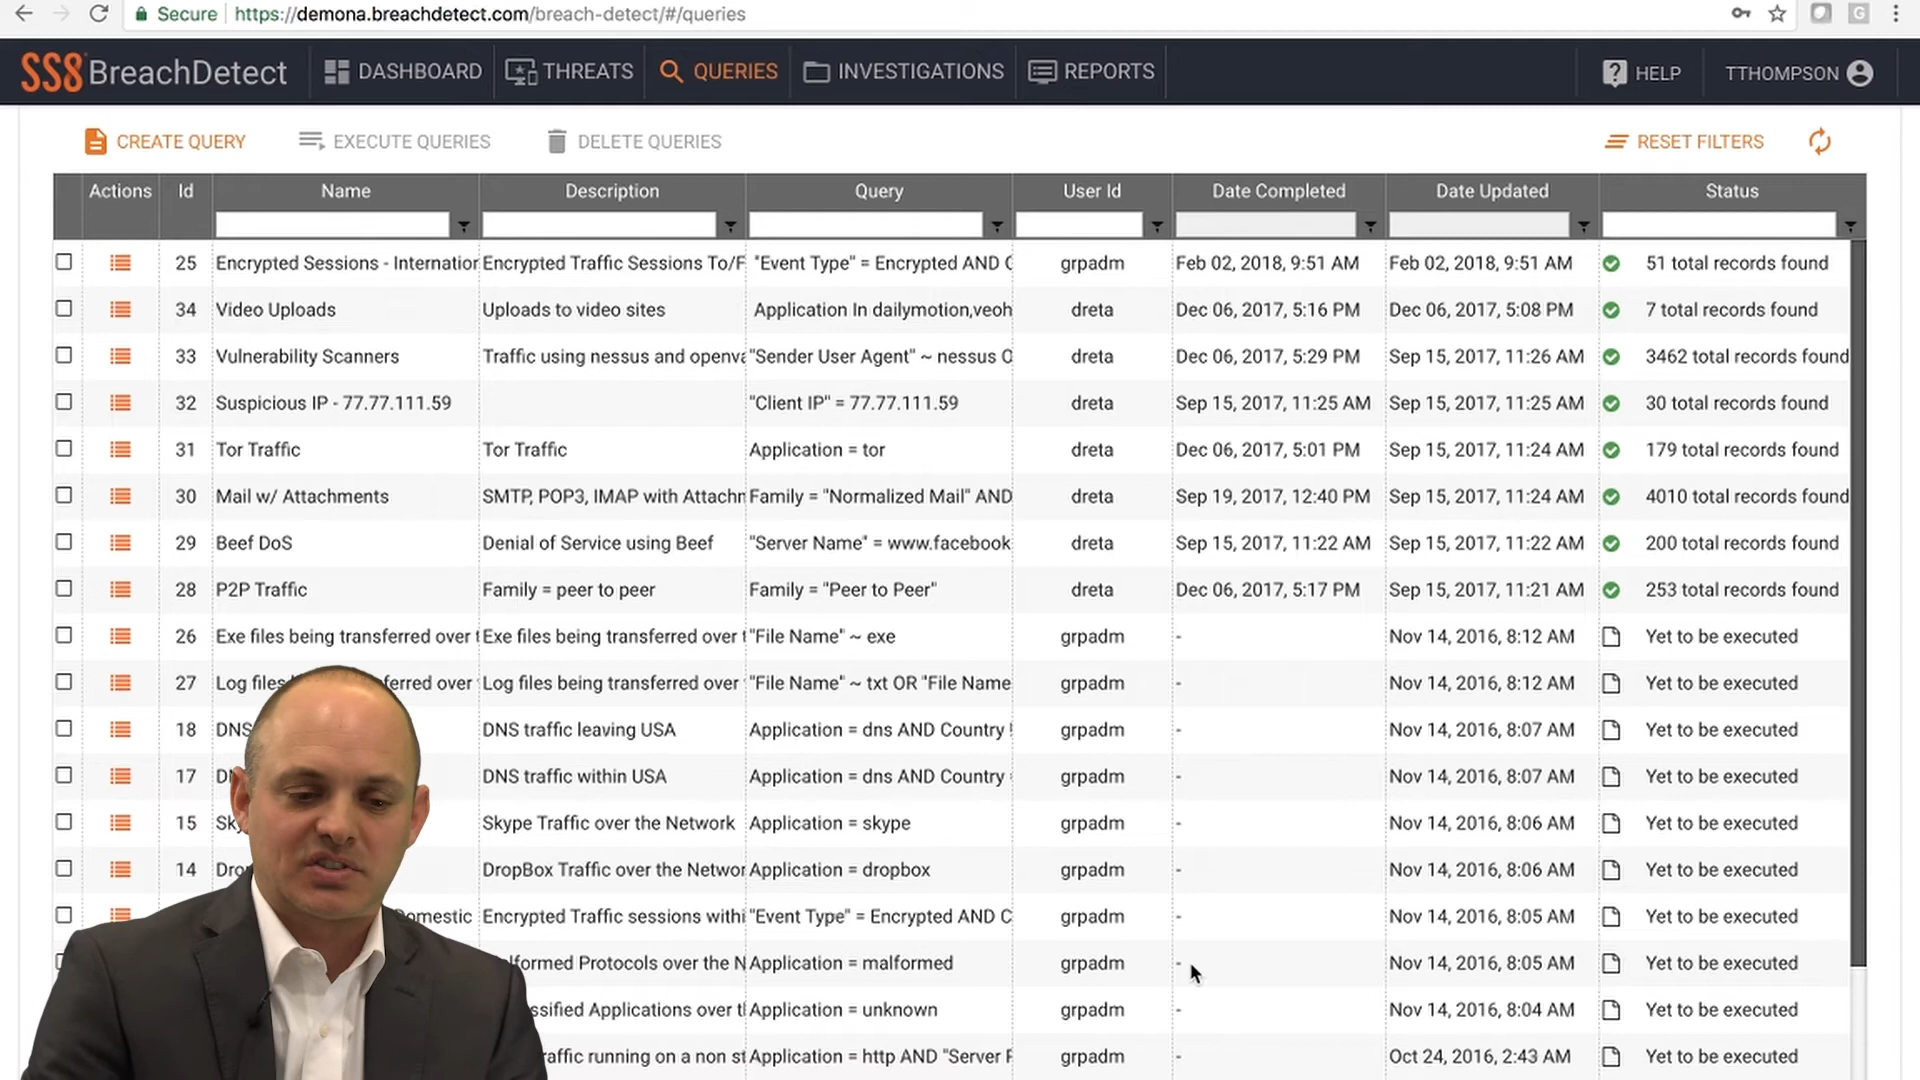 Secure https://demona.breachdetect.com/breach-detect/#/queries
SS8 BreachDetect DASHBOARD THREATS QUERIES INVESTIGATIONS REPORTS HELP TTHOMPSON
CREATE QUERY EXECUTE QUERIES DELETE QUERIES RESET FILTERS
Actions Id Name Description Query User Id Date Completed Date Updated Status
25 Encrypted Sessions - Internation Encrypted Traffic Sessions To/F "Event Type" = Encrypted AND C grpadm Feb 02, 2018, 9:51 AM Feb 02, 2018, 9:51 AM 51 total records found
34 Video Uploads Uploads to video sites Application In dailymotion,veoh dreta Dec 06, 2017, 5:16 PM Dec 06, 2017, 5:08 PM 7 total records found
33 Vulnerability Scanners Traffic using nessus and openva "Sender User Agent" ~ nessus O dreta Dec 06, 2017, 5:29 PM Sep 15, 2017, 11:26 AM 3462 total records found
32 Suspicious IP - 77.77.111.59 "Client IP" = 77.77.111.59 dreta Sep 15, 2017, 11:25 AM Sep 15, 2017, 11:25 AM 30 total records found
31 Tor Traffic Tor Traffic Application = tor dreta Dec 06, 2017, 5:01 PM Sep 15, 2017, 11:24 AM 179 total records found
30 Mail w/ Attachments SMTP, POP3, IMAP with Attachm Family = "Normalized Mail" AND dreta Sep 19, 2017, 12:40 PM Sep 15, 2017, 11:24 AM 4010 total records found
29 Beef DoS Denial of Service using Beef "Server Name" = www.facebook dreta Sep 15, 2017, 11:22 AM Sep 15, 2017, 11:22 AM 200 total records found
28 P2P Traffic Family = peer to peer Family = "Peer to Peer" dreta Dec 06, 2017, 5:17 PM Sep 15, 2017, 11:21 AM 253 total records found
26 Exe files being transferred over Exe files being transferred over "File Name" ~ exe grpadm - Nov 14, 2016, 8:12 AM Yet to be executed
27 Log files ferred over Log files being transferred over "File Name" ~ txt OR "File Name grpadm - Nov 14, 2016, 8:12 AM Yet to be executed
18 DNS DNS traffic leaving USA Application = dns AND Country ! grpadm - Nov 14, 2016, 8:07 AM Yet to be executed
17 DNS traffic within USA Application = dns AND Country = grpadm - Nov 14, 2016, 8:07 AM Yet to be executed
15 Sky Skype Traffic over the Network Application = skype grpadm - Nov 14, 2016, 8:06 AM Yet to be executed
14 Dro DropBox Traffic over the Networ Application = dropbox grpadm - Nov 14, 2016, 8:06 AM Yet to be executed
Domestic Encrypted Traffic sessions withi "Event Type" = Encrypted AND C grpadm - Nov 14, 2016, 8:05 AM Yet to be executed
lformed Protocols over the N Application = malformed grpadm - Nov 14, 2016, 8:05 AM Yet to be executed
ssified Applications over t Application = unknown grpadm - Nov 14, 2016, 8:04 AM Yet to be executed
raffic running on a non st Application = http AND "Server P grpadm - Oct 24, 2016, 2:43 AM Yet to be executed